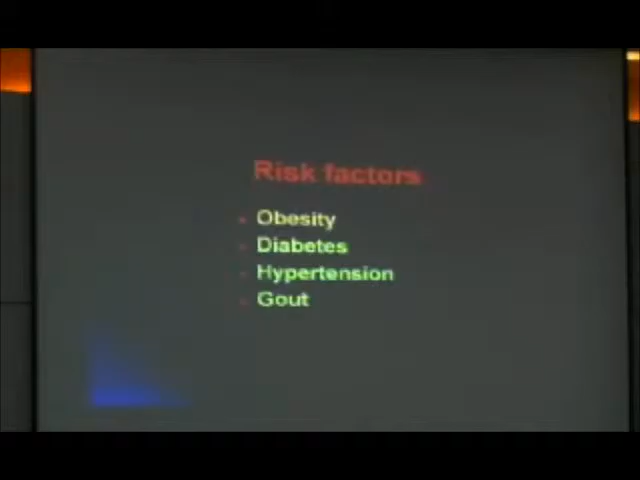 Risk factors
Obesity
Diabetes
Hypertension
Gout